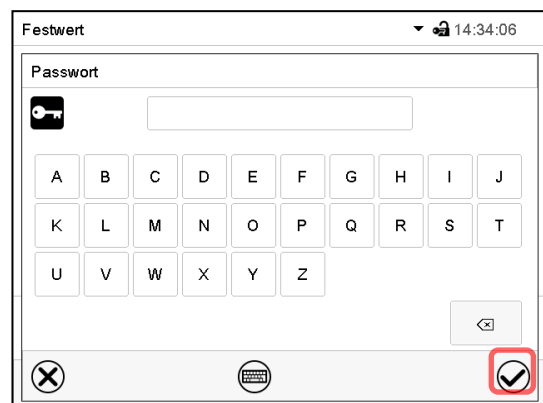 Festwert 14:34:06
Passwort
A B C D E F G H I J
K L M N O P Q R S T
U V W X Y Z